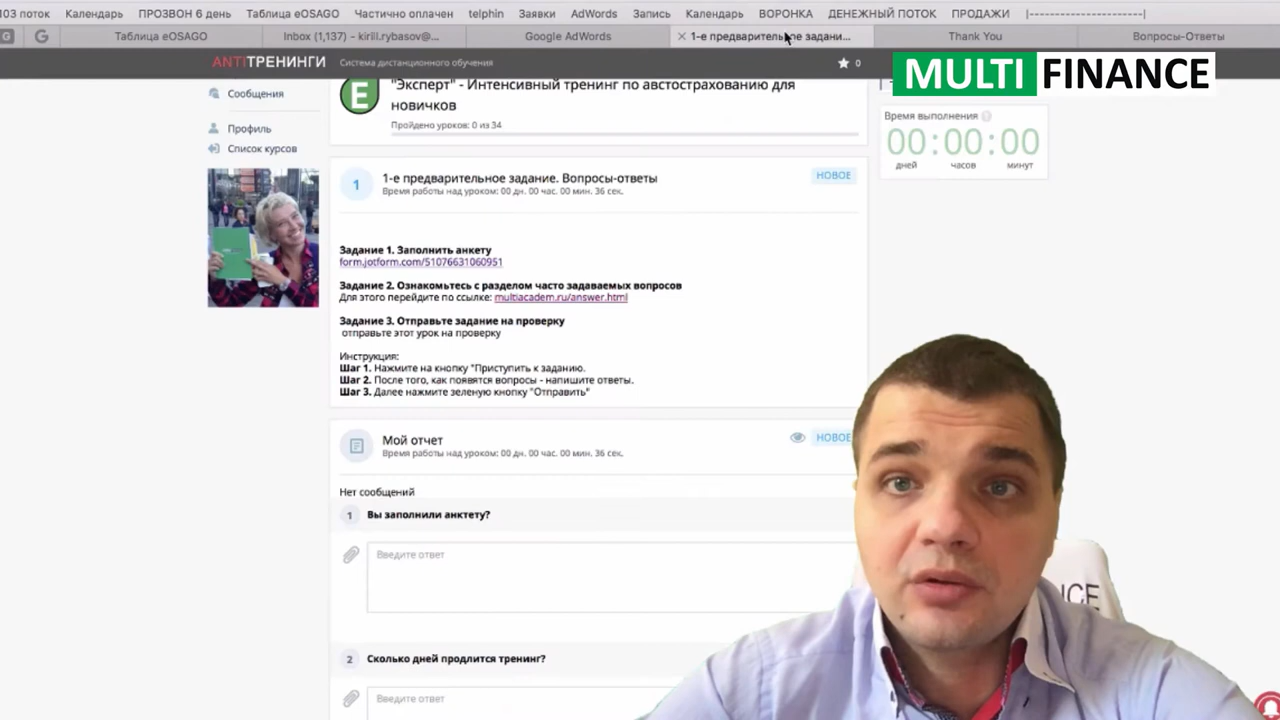 103 поток Календарь ПРОЗВОН 6 день Таблица eOSAGO Частично оплачен telphin Заявки AdWords Запись Календарь ВОРОНКА ДЕНЕЖНЫЙ ПОТОК ПРОДАЖИ |----------------------|
G G Таблица eOSAGO Inbox (1,137) - kirill.rybasov@... Google AdWords × 1-е предварительное задани... Thank You Вопросы-Ответы
ANTIТРЕНИНГИ Система дистанционного обучения ★ 0
MULTI FINANCE
Сообщения
Профиль
Список курсов
E
"Эксперт" - Интенсивный тренинг по автострахованию для
новичков
Пройдено уроков: 0 из 34
Время выполнения ?
00:00:00
дней часов минут
1 1-е предварительное задание. Вопросы-ответы НОВОЕ
Время работы над уроком: 00 дн. 00 час. 00 мин. 36 сек.
Задание 1. Заполнить анкету
form.jotform.com/51076631060951
Задание 2. Ознакомьтесь с разделом часто задаваемых вопросов
Для этого перейдите по ссылке: multiacadem.ru/answer.html
Задание 3. Отправьте задание на проверку
отправьте этот урок на проверку
Инструкция:
Шаг 1. Нажмите на кнопку "Приступить к заданию.
Шаг 2. После того, как появятся вопросы - напишите ответы.
Шаг 3. Далее нажмите зеленую кнопку "Отправить"
Мой отчет НОВОЕ
Время работы над уроком: 00 дн. 00 час. 00 мин. 36 сек.
Нет сообщений
1 Вы заполнили анктету?
Введите ответ
2 Сколько дней продлится тренинг?
Введите ответ